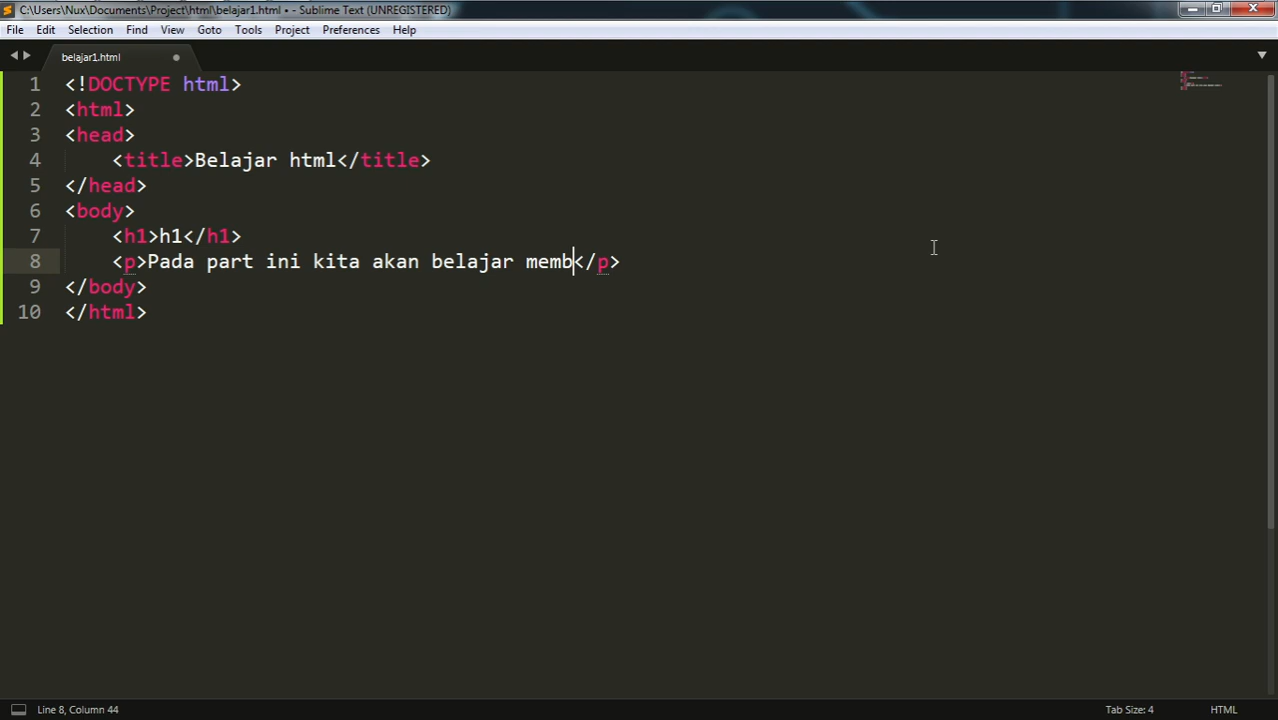 C:\Users\Nux\Documents\Project\html\belajar1.html • - Sublime Text (UNREGISTERED)
File Edit Selection Find View Goto Tools Project Preferences Help
belajar1.html
1 <!DOCTYPE html>
2 <html>
3 <head>
4 <title>Belajar html</title>
5 </head>
6 <body>
7 <h1>h1</h1>
8 <p>Pada part ini kita akan belajar memb</p>
9 </body>
10 </html>
Line 8, Column 44 Tab Size: 4 HTML